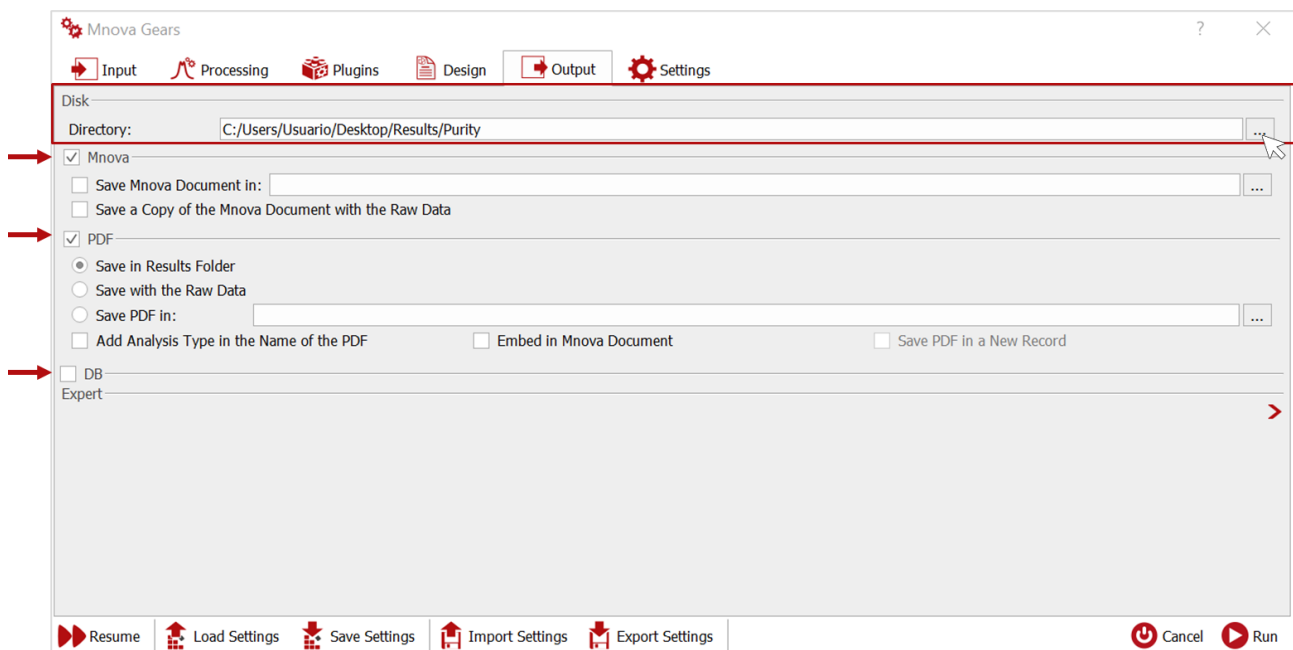 Mnova Gears ?
Input Processing Plugins Design Output Settings
Disk
Directory: C:/Users/Usuario/Desktop/Results/Purity ...
Mnova
Save Mnova Document in: ...
Save a Copy of the Mnova Document with the Raw Data
PDF
Save in Results Folder
Save with the Raw Data
Save PDF in: ...
Add Analysis Type in the Name of the PDF Embed in Mnova Document Save PDF in a New Record
DB
Expert
Resume Load Settings Save Settings Import Settings Export Settings Cancel Run